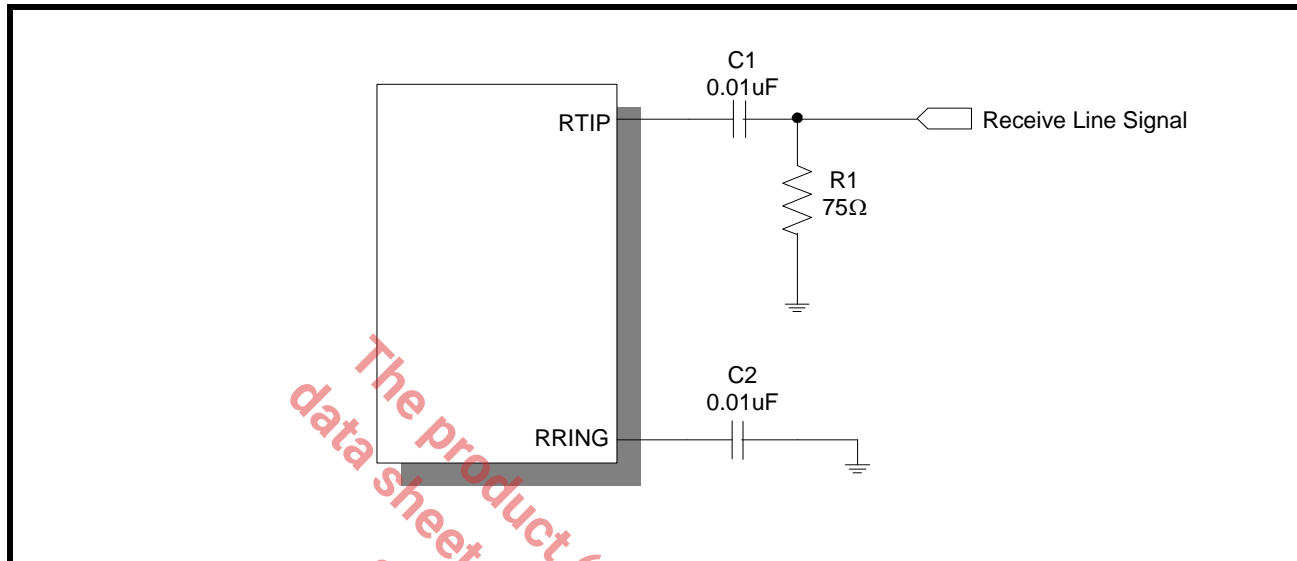 C1
0.01uF
RTIP
Receive Line Signal
R1
75Ω
C2
0.01uF
RRING
The product
data sheet